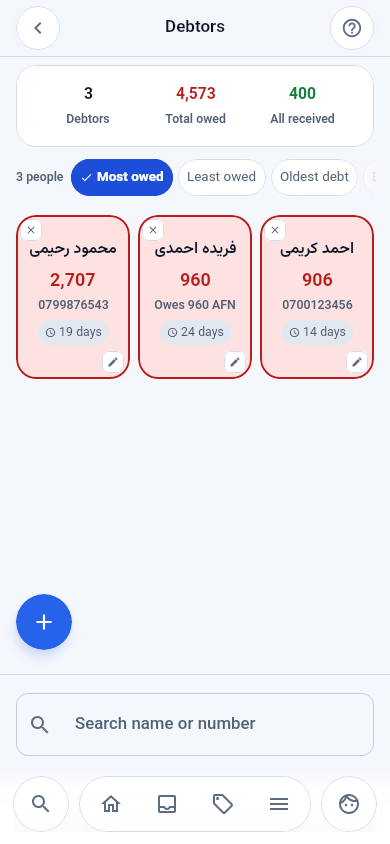 Debtors
3
4,573
400
Debtors
Total owed
All received
3 people
Most owed
Least owed
Oldest debt
محمود رحیمی
2,707
0799876543
19 days
فریده احمدی
960
Owes 960 AFN
24 days
احمد کریمی
906
0700123456
14 days
Search name or number